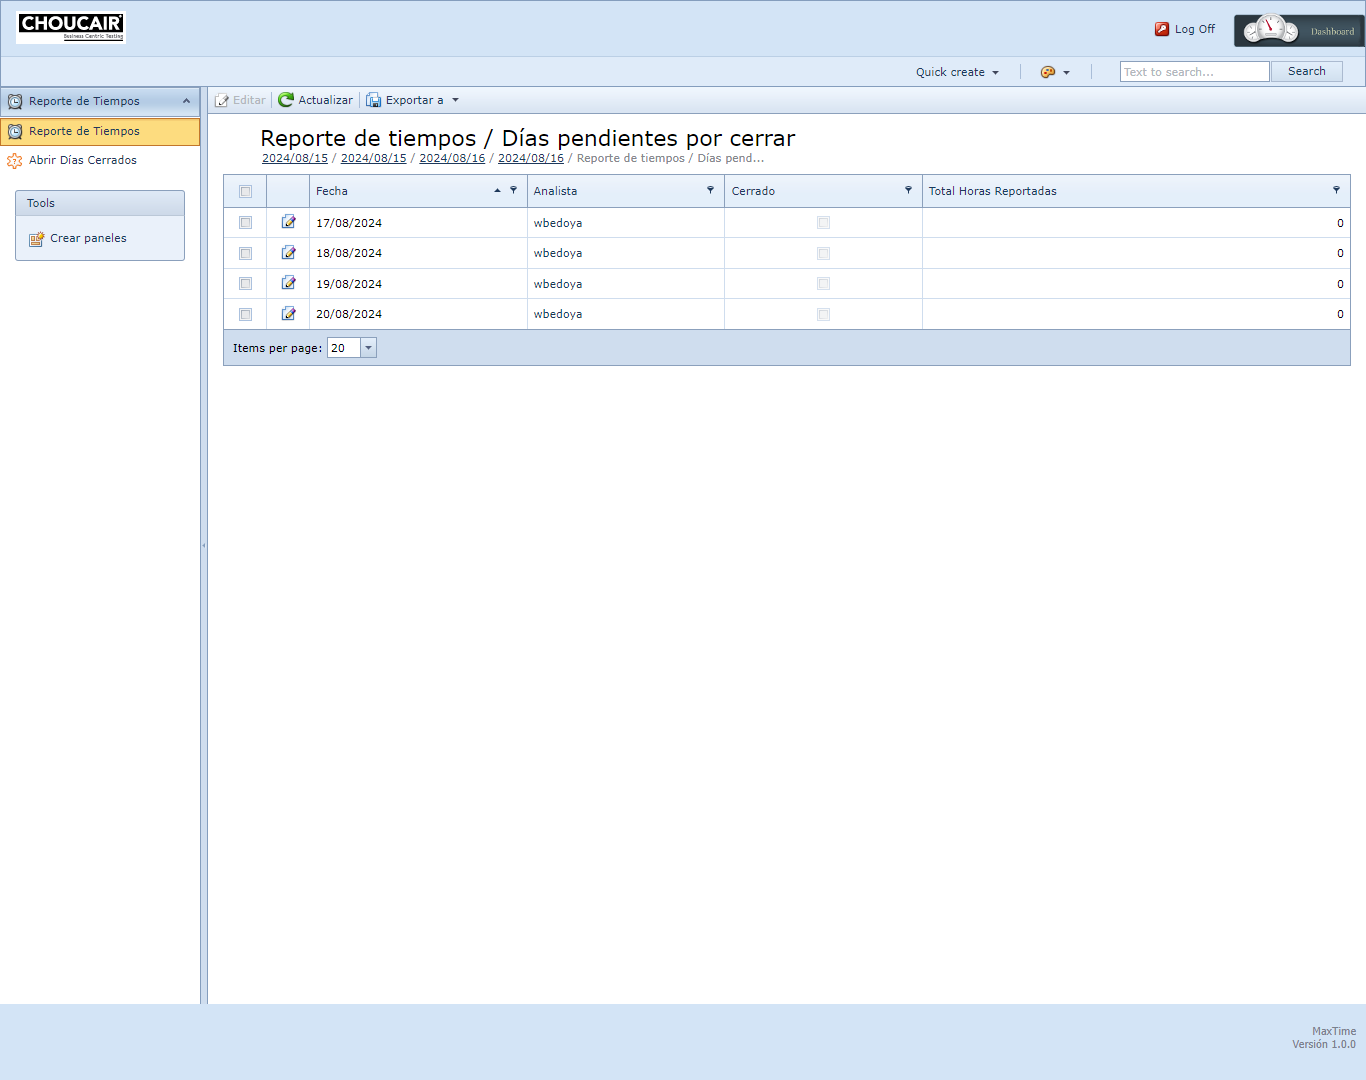 CHOUCAIR
Business Centric Testing
Log Off
Dashboard
Quick create
Text to search...
Search
Reporte de Tiempos
Reporte de Tiempos
Abrir Días Cerrados
Tools
Crear paneles
Editar
Actualizar
Exportar a
Reporte de tiempos / Días pendientes por cerrar
2024/08/15 / 2024/08/15 / 2024/08/16 / 2024/08/16 / Reporte de tiempos / Días pend...
Fecha Analista Cerrado Total Horas Reportadas
17/08/2024 wbedoya 0
18/08/2024 wbedoya 0
19/08/2024 wbedoya 0
20/08/2024 wbedoya 0
Items per page: 20
MaxTime
Versión 1.0.0